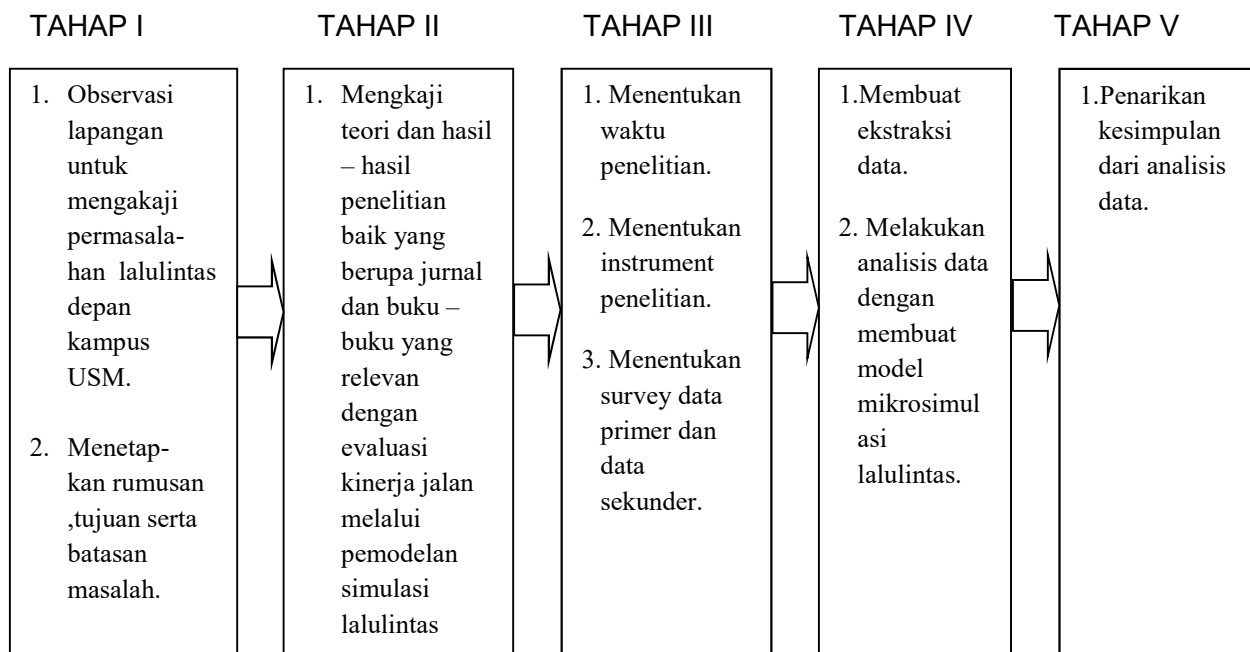 TAHAP I
TAHAP II
TAHAP III
TAHAP IV
TAHAP V
1. Observasi
lapangan
untuk
mengakaji
permasala-
han lalulintas
depan
kampus
USM.
2. Menetap-
kan rumusan
,tujuan serta
batasan
masalah.
1. Mengkaji
teori dan hasil
– hasil
penelitian
baik yang
berupa jurnal
dan buku –
buku yang
relevan
dengan
evaluasi
kinerja jalan
melalui
pemodelan
simulasi
lalulintas
1. Menentukan
waktu
penelitian.
2. Menentukan
instrument
penelitian.
3. Menentukan
survey data
primer dan
data
sekunder.
1.Membuat
ekstraksi
data.
2. Melakukan
analisis data
dengan
membuat
model
mikrosimul
asi
lalulintas.
1.Penarikan
kesimpulan
dari analisis
data.